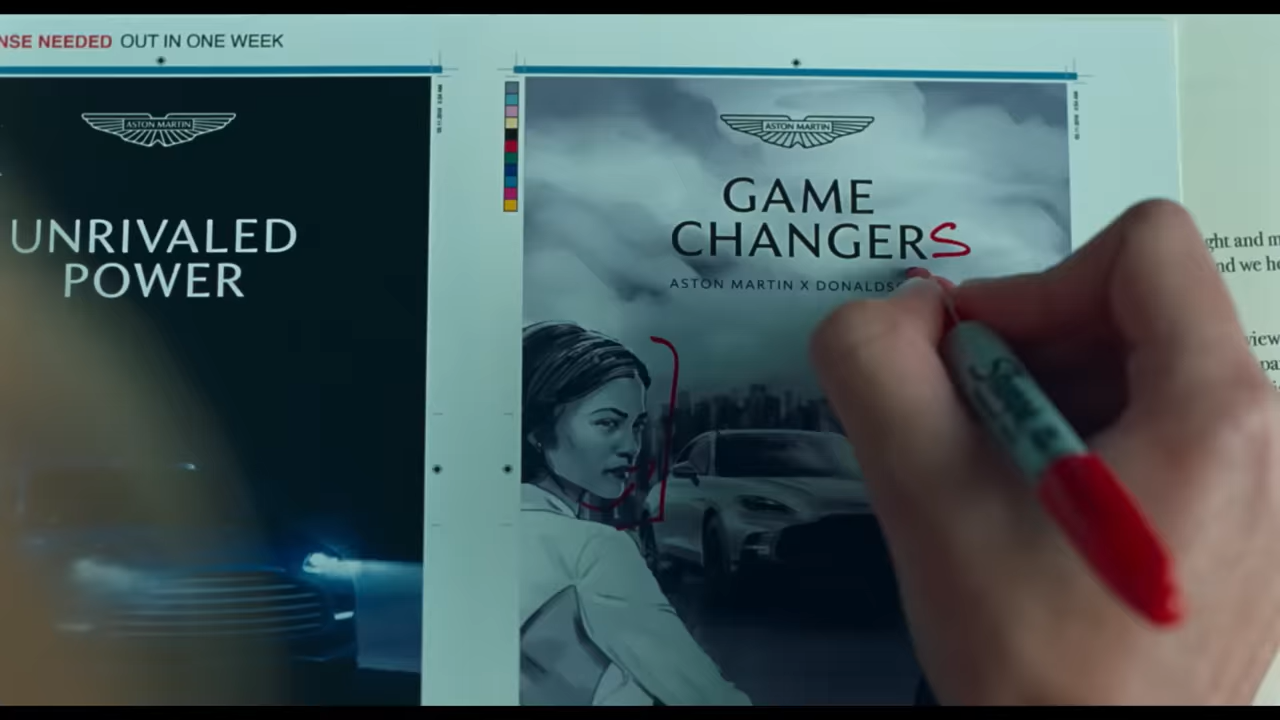 NSE NEEDED OUT IN ONE WEEK
ASTON MARTIN
UNRIVALED
POWER
ASTON MARTIN
GAME
CHANGERS
ASTON MARTIN X DONALDS
ght and m
nd we he
view
pa